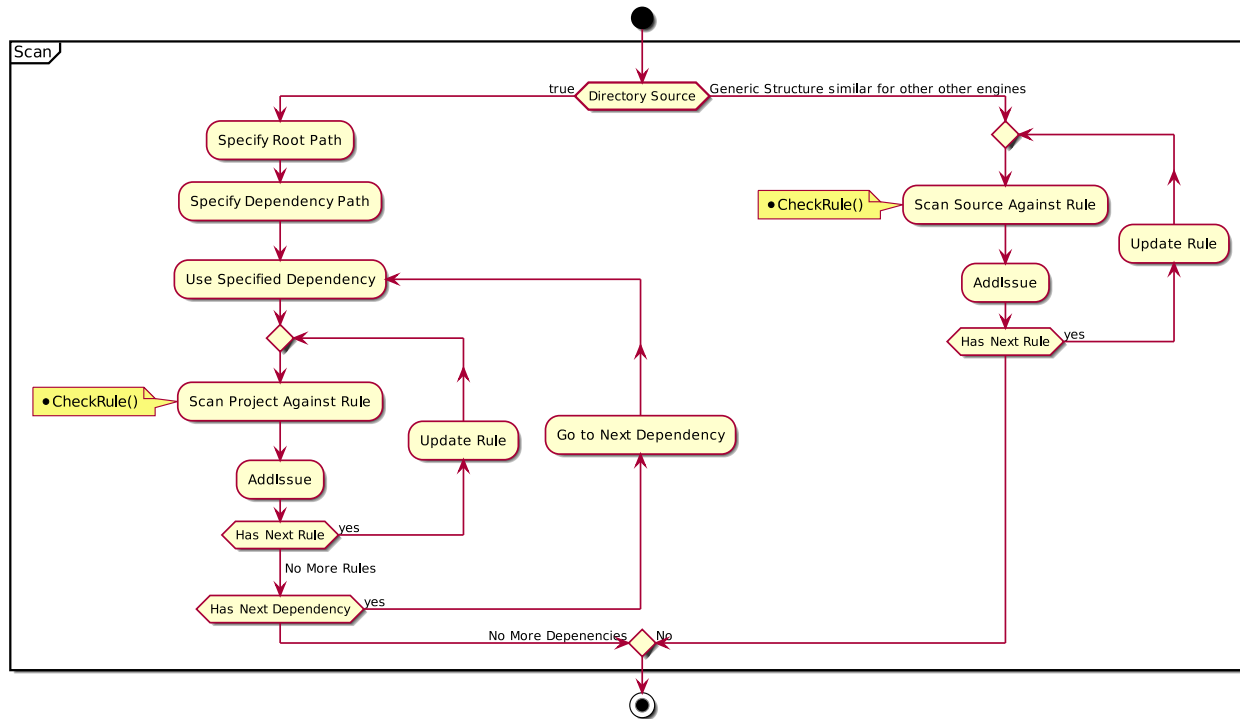 Scan
Directory Source
true
Generic Structure similar for other other engines
Specify Root Path
Specify Dependency Path
Use Specified Dependency
CheckRule()
Scan Project Against Rule
Update Rule
AddIssue
Has Next Rule
yes
No More Rules
Go to Next Dependency
Has Next Dependency
yes
No More Depenencies
CheckRule()
Scan Source Against Rule
Update Rule
AddIssue
Has Next Rule
yes
No